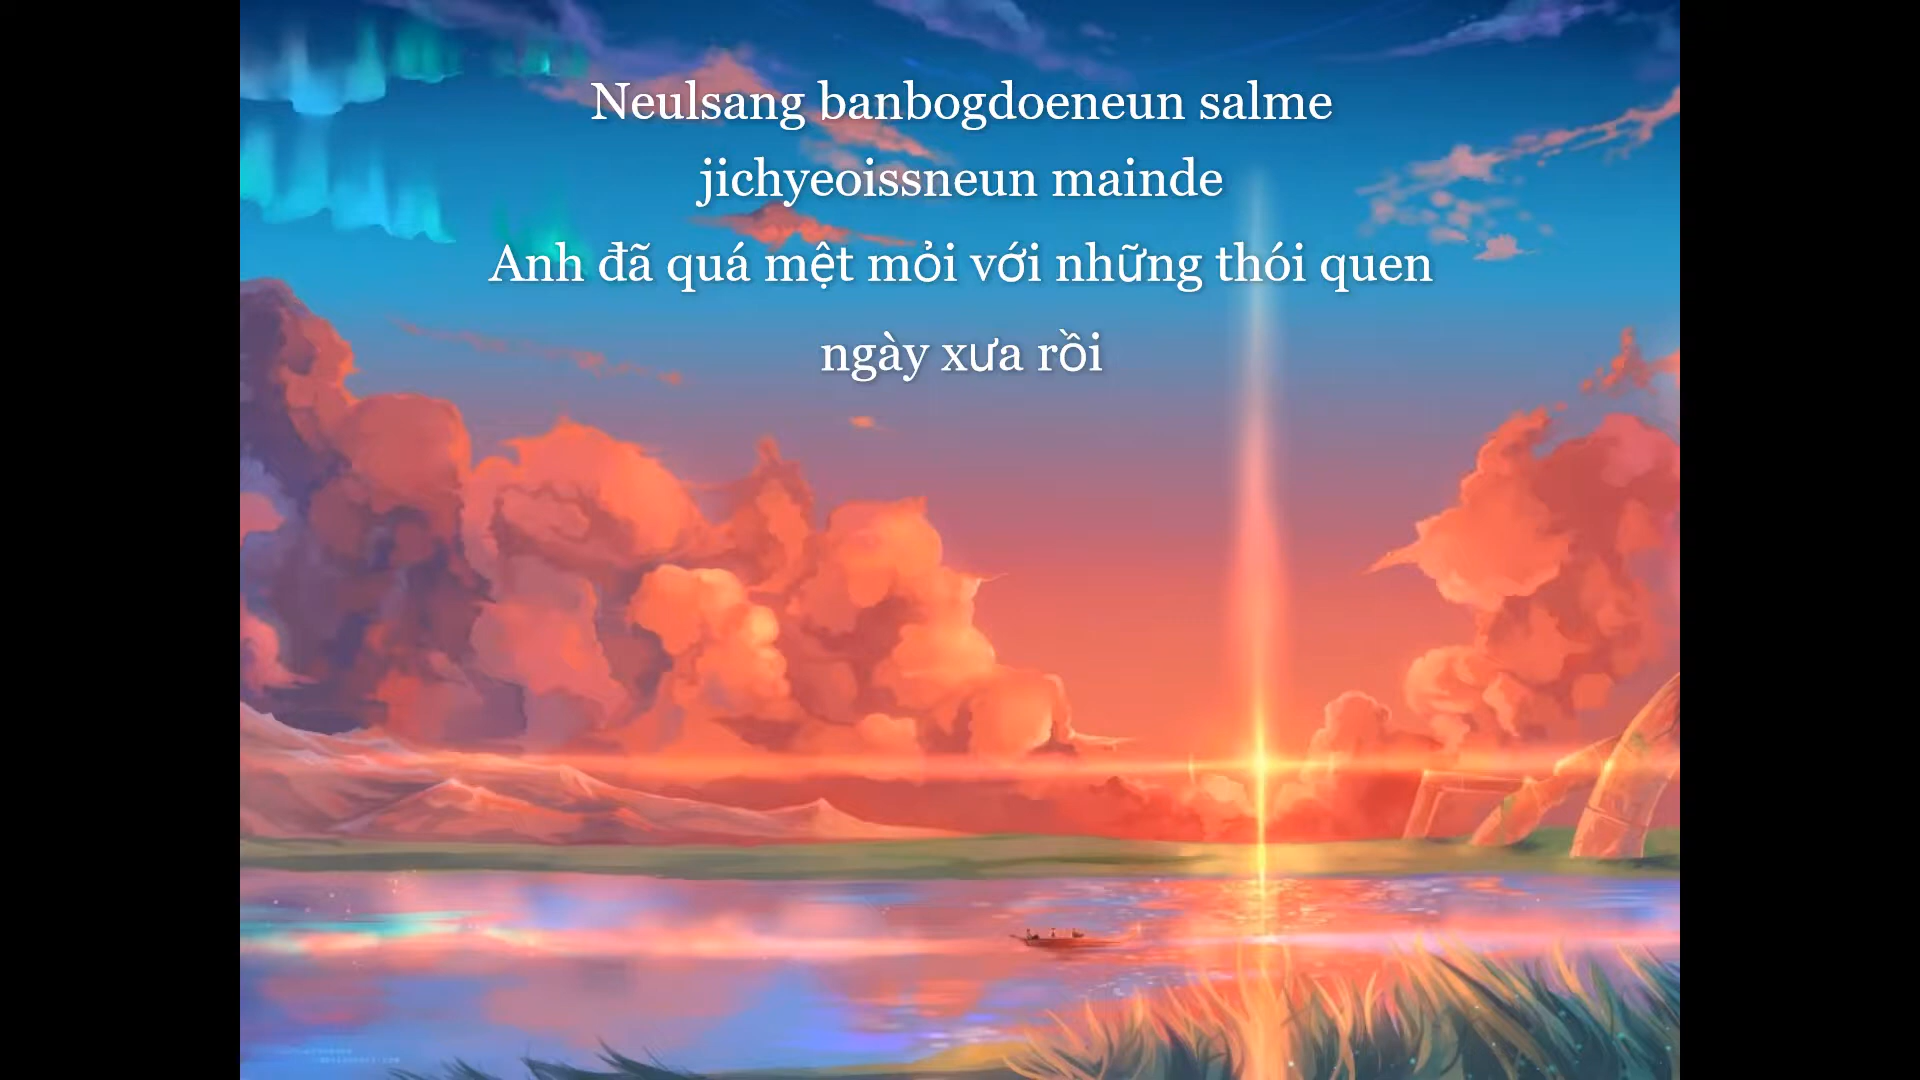 Neulsang banbogdoeneun salme
jichyeoissneun mainde
Anh đã quá mệt mỏi với những thói quen
ngày xưa rồi